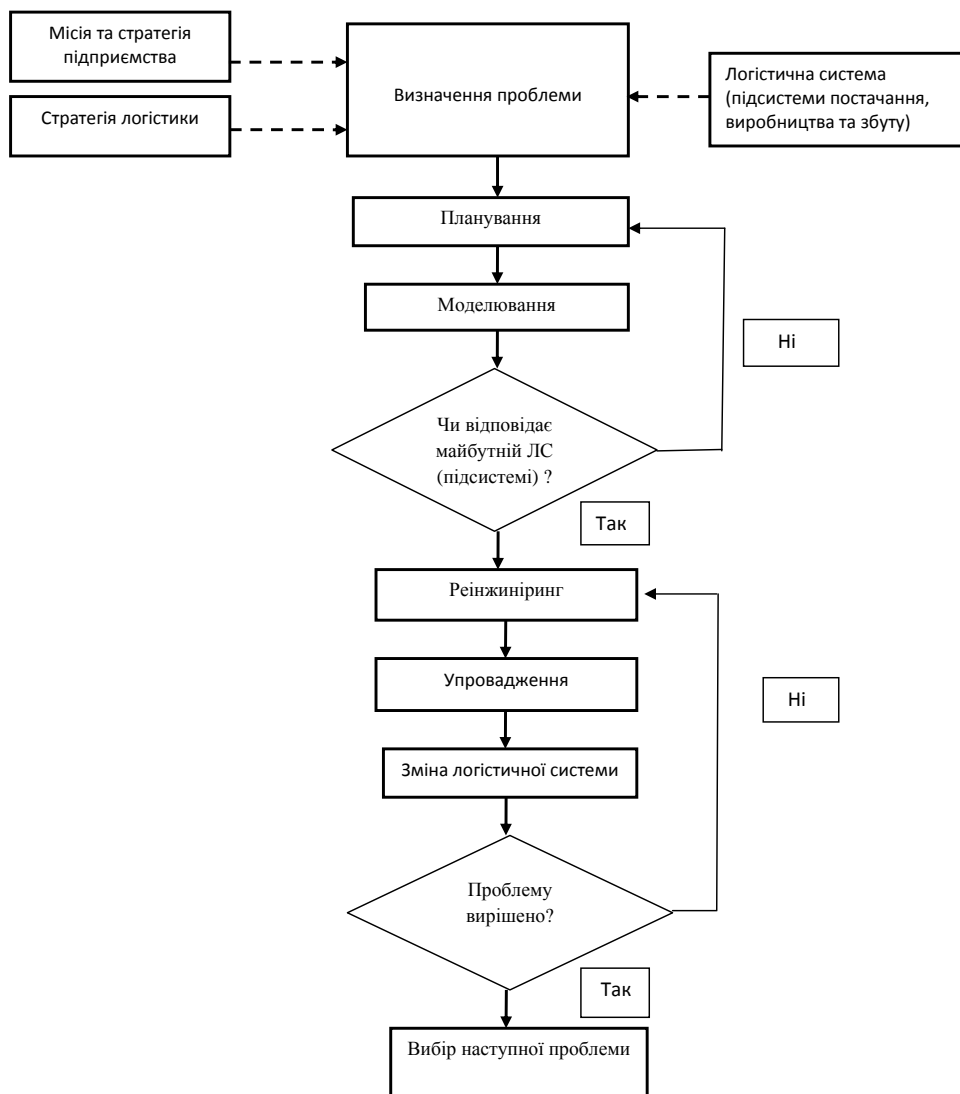 Місія та стратегія
підприємства
Стратегія логістики
Визначення проблеми
Логістична система
(підсистеми постачання,
виробництва та збуту)
Планування
Моделювання
Ні
Чи відповідає
майбутній ЛС
(підсистемі) ?
Так
Реінжиніринг
Упровадження
Ні
Зміна логістичної системи
Проблему
вирішено?
Так
Вибір наступної проблеми